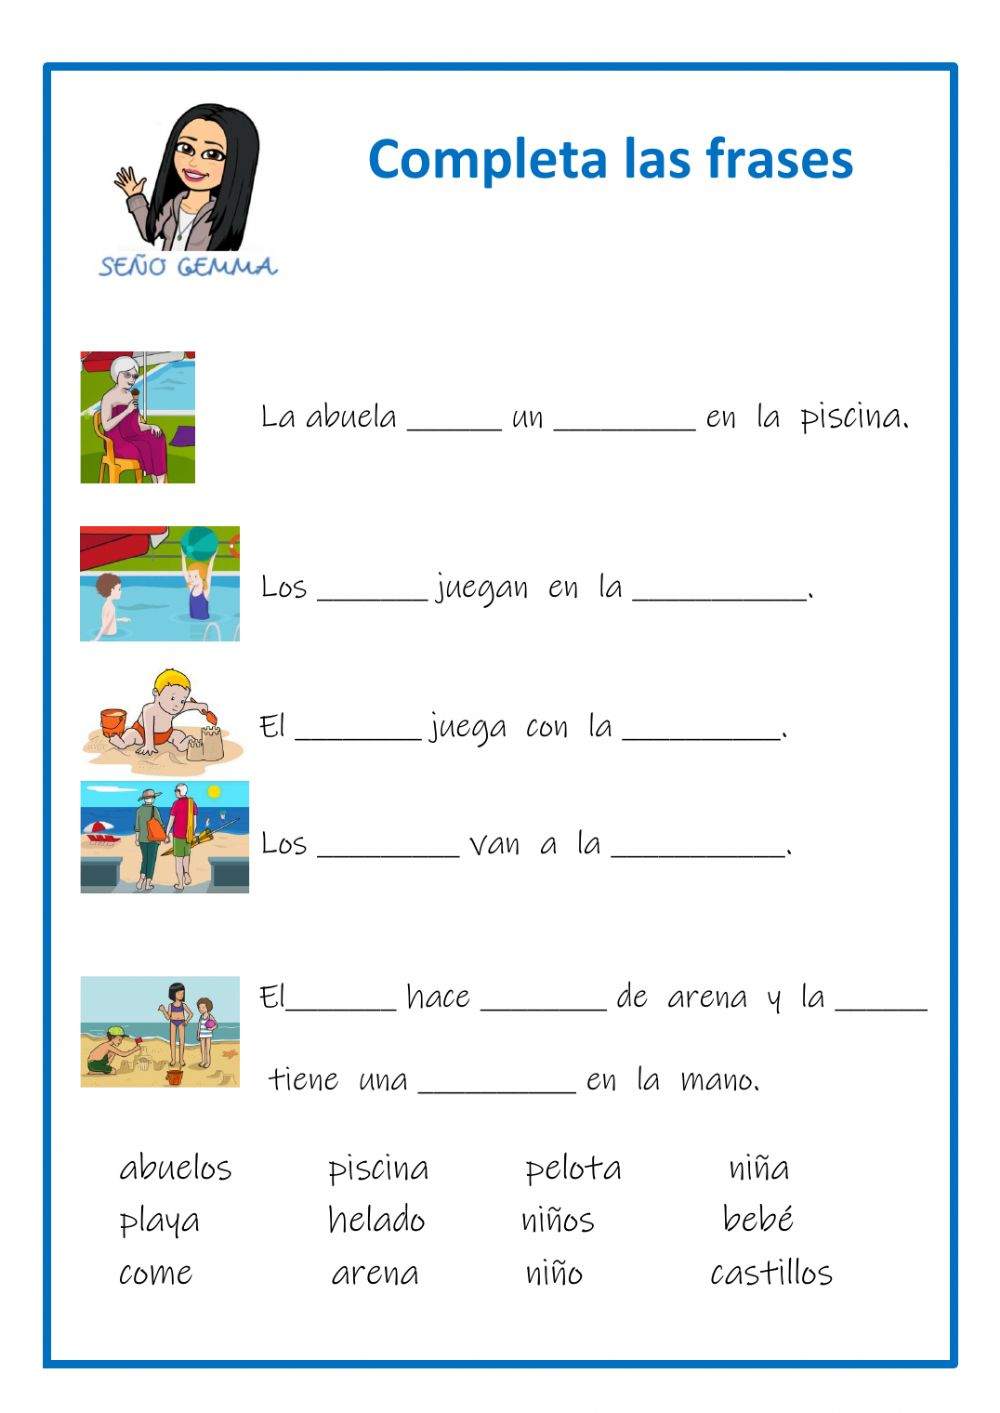 Completa las frases
SEÑO GEMMA
La abuela ______ un _________ en la piscina.
Los _______ juegan en la ___________.
El ________ juega con la __________.
Los _________ van a la ___________.
El_______ hace ________ de arena y la ______
tiene una __________ en la mano.
abuelos piscina pelota niña
playa helado niños bebé
come arena niño castillos